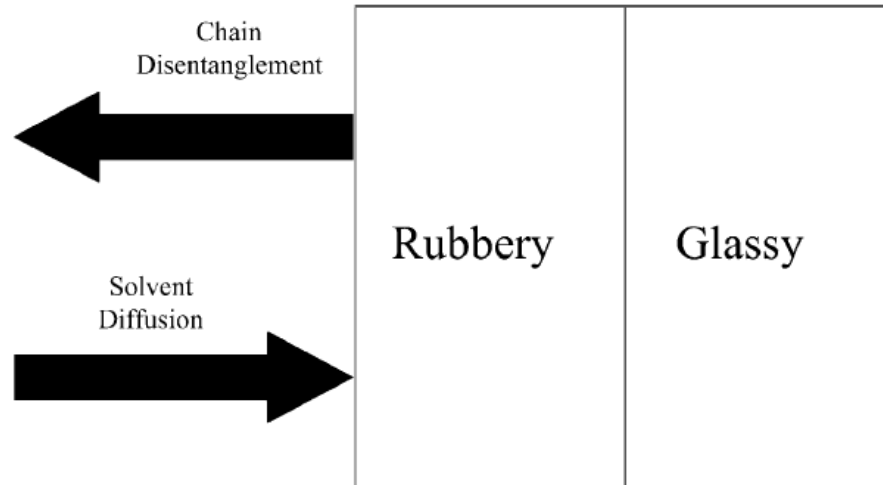 Chain
Disentanglement
Rubbery
Glassy
Solvent
Diffusion